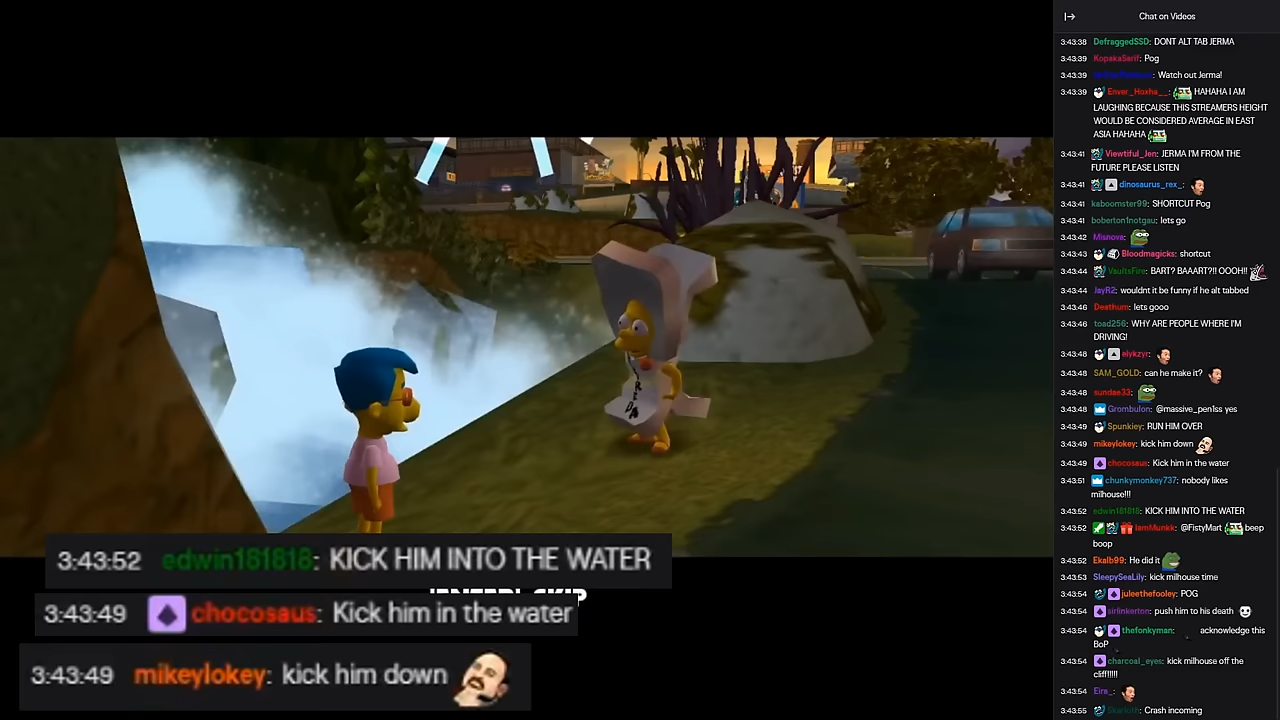 Chat on Videos
3:43:38 DefraggedSSD: DONT ALT TAB JERMA
3:43:39 KopakaSarif: Pog
3:43:39 Watch out Jerma!
3:43:39 Enver_Hoxha__: HAHAHA I AM
LAUGHING BECAUSE THIS STREAMERS HEIGHT
WOULD BE CONSIDERED AVERAGE IN EAST
ASIA HAHAHA
3:43:41 Viewtiful_Jen: JERMA I'M FROM THE
FUTURE PLEASE LISTEN
3:43:41 dinosaurus_rex_:
3:43:41 kaboomster99: SHORTCUT Pog
3:43:41 boberton1notgau: lets go
3:43:42 Misnova:
3:43:43 Bloodmagicks: shortcut
3:43:44 VaultsFire: BART? BAAART?!! OOOH!!
3:43:44 JayR2: wouldnt it be funny if he alt tabbed
3:43:46 Deathum: lets gooo
3:43:46 toad256: WHY ARE PEOPLE WHERE I'M
DRIVING!
3:43:48 elykzyr:
3:43:48 SAM_GOLD: can he make it?
3:43:48 sundae33:
3:43:48 Grombulon: @massive_pen1ss yes
3:43:49 Spunkiey: RUN HIM OVER
3:43:49 mikeylokey: kick him down
3:43:49 chocosaus: Kick him in the water
3:43:51 chunkymonkey737: nobody likes
milhouse!!!
3:43:52 edwin181818: KICK HIM INTO THE WATER
3:43:52 IamMunkk: @FistyMart beep
boop
3:43:52 Ekalb99: He did it
3:43:53 SleepySeaLily: kick milhouse time
3:43:54 juleethefooley: POG
3:43:54 sirlinkerton: push him to his death
3:43:54 thefonkyman: acknowledge this
BoP
3:43:54 charcoal_eyes: kick milhouse off the
cliff!!!!!
3:43:54 Eira_:
3:43:55 Skarloth: Crash incoming
3:43:52 edwin181818: KICK HIM INTO THE WATER
3:43:49 chocosaus: Kick him in the water
3:43:49 mikeylokey: kick him down